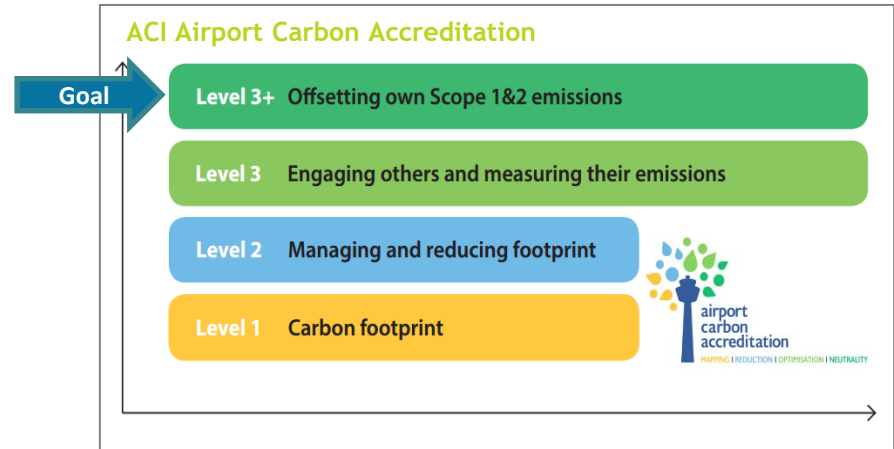 ACI Airport Carbon Accreditation
Goal
Level 3+ Offsetting own Scope 1&2 emissions
Level 3 Engaging others and measuring their emissions
Level 2 Managing and reducing footprint
Level 1 Carbon footprint
airport
carbon
accreditation
MAPPING I REDUCTION I OPTIMISATION I NEUTRALITY